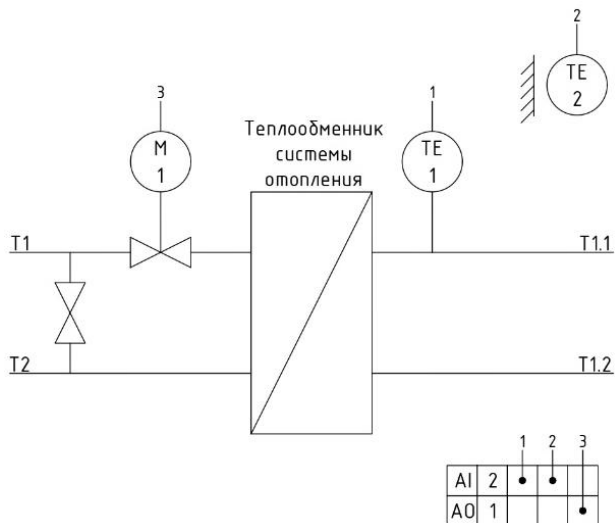 2
TE
2
3
1
Теплообменник
системы
отопления
M
1
TE
1
T1
T1.1
T2
T1.2
1 2 3
AI 2
AO 1